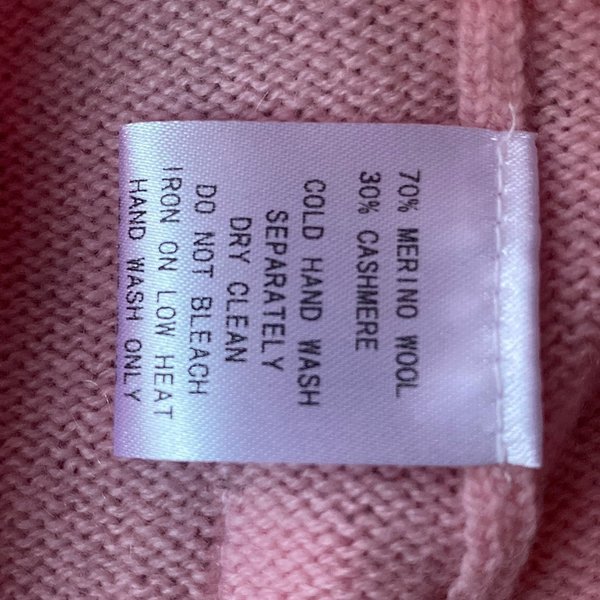 70% MERINO WOOL
30% CASHMERE
COLD HAND WASH
SEPARATELY
DRY CLEAN
DO NOT BLEACH
IRON ON LOW HEAT
HAND WASH ONLY